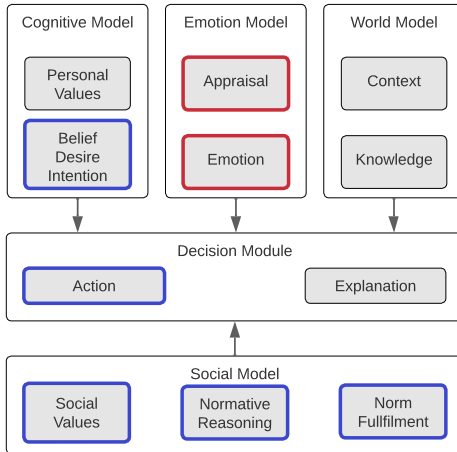 Cognitive Model
Emotion Model
World Model
Personal
Values
Appraisal
Context
Belief
Desire
Intention
Emotion
Knowledge
Decision Module
Action
Explanation
Social Model
Social
Values
Normative
Reasoning
Norm
Fullfilment